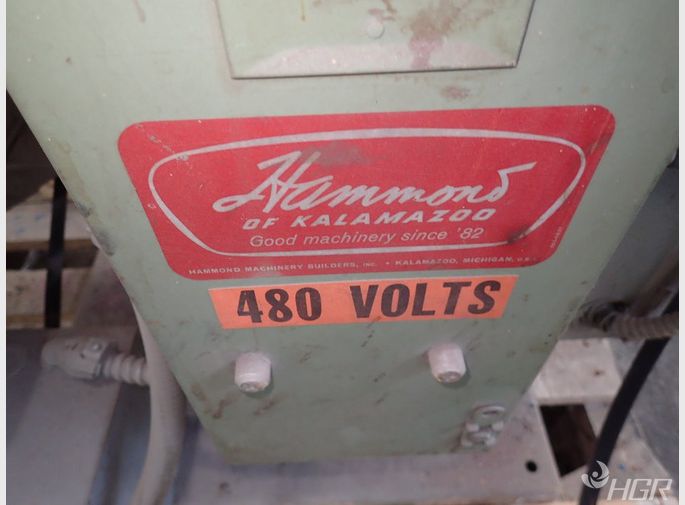 Hammond
OF KALAMAZOO
Good machinery since '82
HAMMOND MACHINERY BUILDERS, INC. • KALAMAZOO, MICHIGAN, U.S.
480 VOLTS
HGR